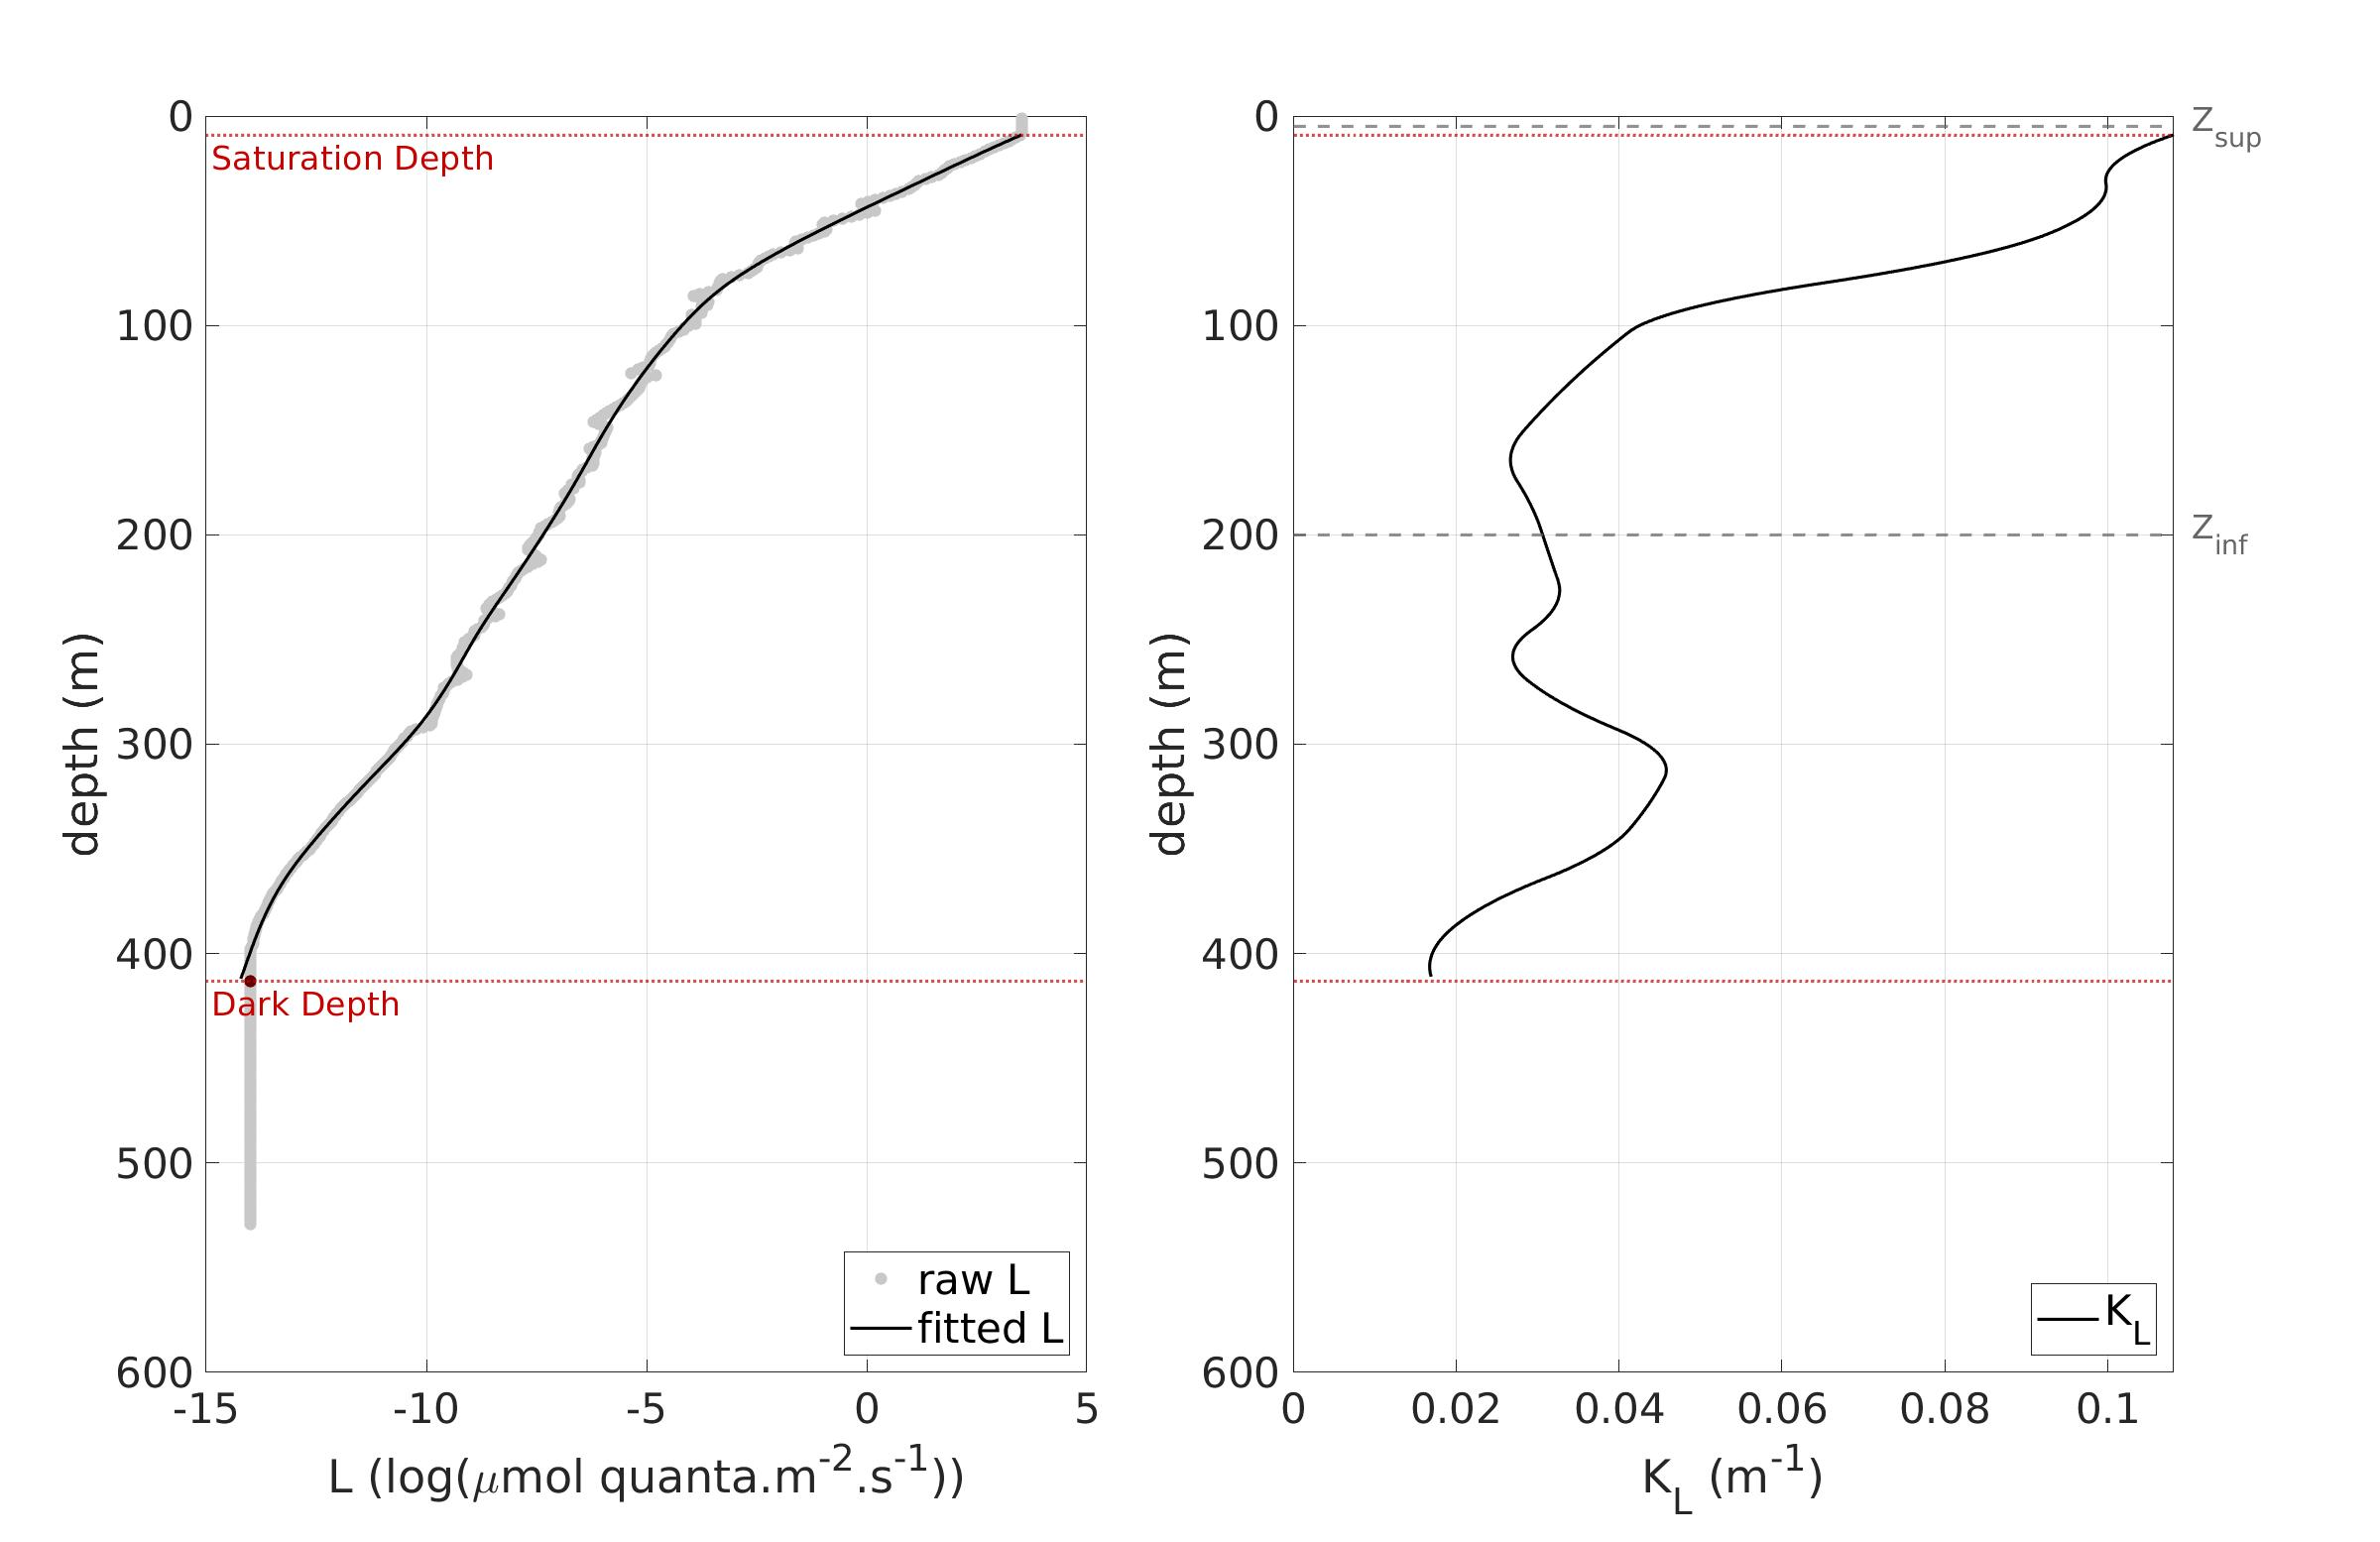 0
100
200
300
400
500
600
-15
-10
-5
0
5
depth (m)
L (log(μmol quanta.m-2.s-1))
Saturation Depth
Dark Depth
raw L
fitted L
0
100
200
300
400
500
600
0
0.02
0.04
0.06
0.08
0.1
depth (m)
KL (m-1)
Zsup
Zinf
KL